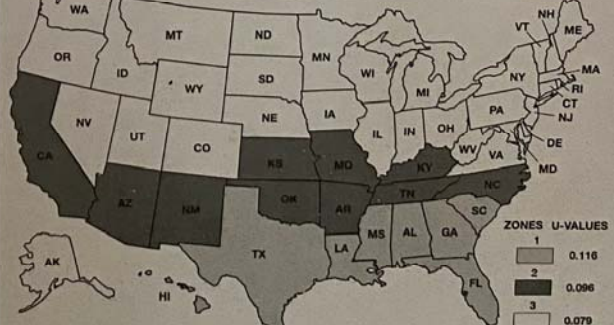 WA
MT
ND
MN
VT
NH
ME
OR
ID
WY
SD
WI
MI
NY
MA
RI
CT
NJ
NV
UT
CO
NE
IA
IL
IN
OH
PA
WV
VA
DE
MD
CA
AZ
NM
KS
OK
MO
AR
KY
TN
NC
SC
TX
LA
MS
AL
GA
FL
AK
HI
ZONES U-VALUES
1
0.116
2
0.096
3
0.079